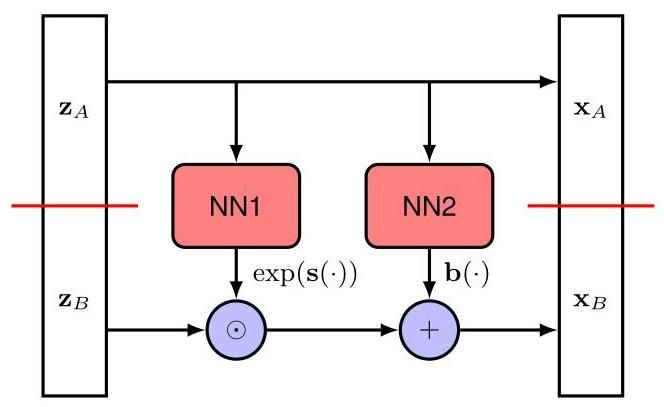 z_A
x_A
NN1
NN2
exp(s(·))
b(·)
z_B
x_B
⊙
+